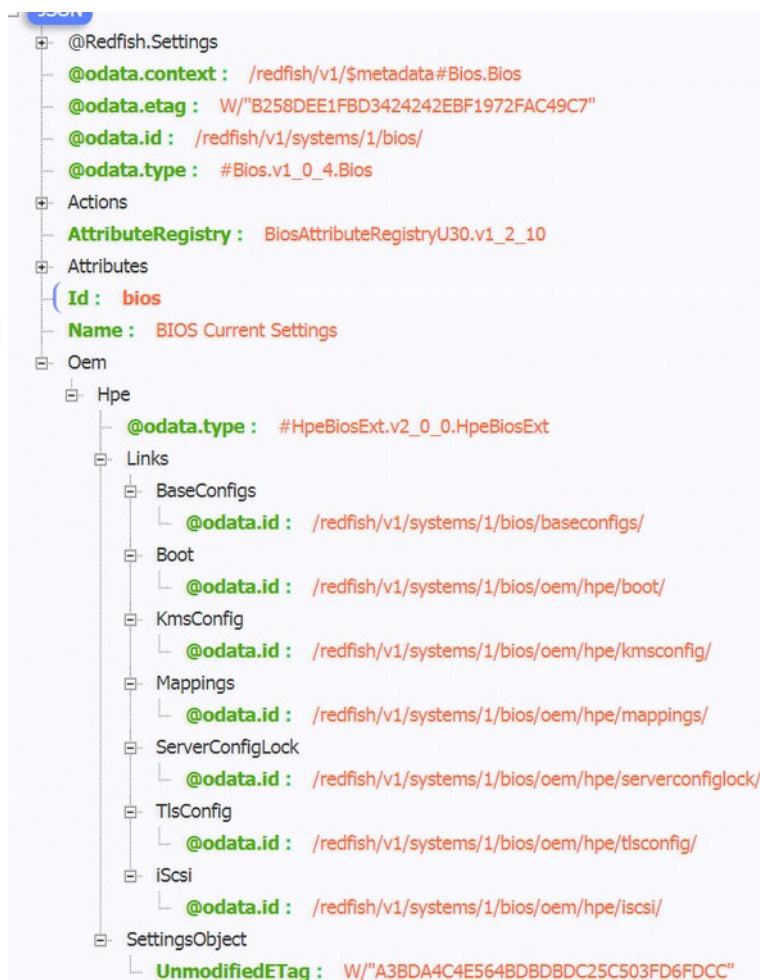 JSON
@Redfish.Settings
@odata.context : /redfish/v1/$metadata#Bios.Bios
@odata.etag : W/"B258DEE1FBD3424242EBF1972FAC49C7"
@odata.id : /redfish/v1/systems/1/bios/
@odata.type : #Bios.v1_0_4.Bios
Actions
AttributeRegistry : BiosAttributeRegistryU30.v1_2_10
Attributes
Id : bios
Name : BIOS Current Settings
Oem
Hpe
@odata.type : #HpeBiosExt.v2_0_0.HpeBiosExt
Links
BaseConfigs
@odata.id : /redfish/v1/systems/1/bios/baseconfigs/
Boot
@odata.id : /redfish/v1/systems/1/bios/oem/hpe/boot/
KmsConfig
@odata.id : /redfish/v1/systems/1/bios/oem/hpe/kmsconfig/
Mappings
@odata.id : /redfish/v1/systems/1/bios/oem/hpe/mappings/
ServerConfigLock
@odata.id : /redfish/v1/systems/1/bios/oem/hpe/serverconfiglock/
TlsConfig
@odata.id : /redfish/v1/systems/1/bios/oem/hpe/tlsconfig/
iScsi
@odata.id : /redfish/v1/systems/1/bios/oem/hpe/iscsi/
SettingsObject
UnmodifiedETag : W/"A3BDA4C4E564BDBDBDC25C503FD6FDCC"